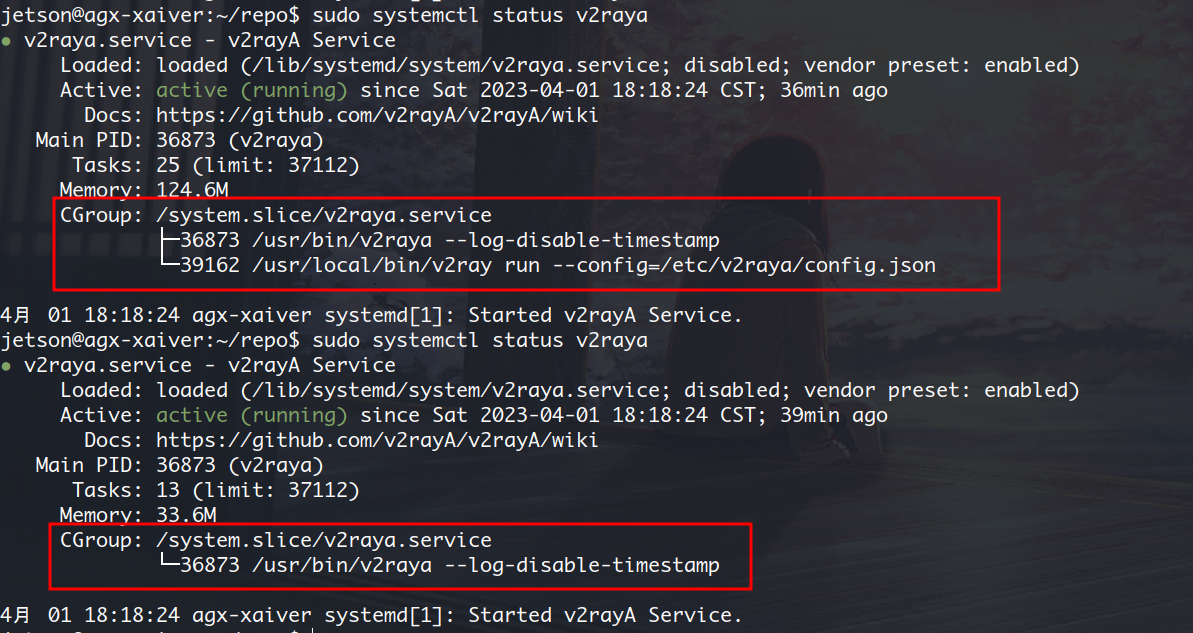 jetson@agx-xaiver:~/repo$ sudo systemctl status v2raya
● v2raya.service - v2rayA Service
Loaded: loaded (/lib/systemd/system/v2raya.service; disabled; vendor preset: enabled)
Active: active (running) since Sat 2023-04-01 18:18:24 CST; 36min ago
Docs: https://github.com/v2rayA/v2rayA/wiki
Main PID: 36873 (v2raya)
Tasks: 25 (limit: 37112)
Memory: 124.6M
CGroup: /system.slice/v2raya.service
├─36873 /usr/bin/v2raya --log-disable-timestamp
└─39162 /usr/local/bin/v2ray run --config=/etc/v2raya/config.json
4月 01 18:18:24 agx-xaiver systemd[1]: Started v2rayA Service.
jetson@agx-xaiver:~/repo$ sudo systemctl status v2raya
● v2raya.service - v2rayA Service
Loaded: loaded (/lib/systemd/system/v2raya.service; disabled; vendor preset: enabled)
Active: active (running) since Sat 2023-04-01 18:18:24 CST; 39min ago
Docs: https://github.com/v2rayA/v2rayA/wiki
Main PID: 36873 (v2raya)
Tasks: 13 (limit: 37112)
Memory: 33.6M
CGroup: /system.slice/v2raya.service
└─36873 /usr/bin/v2raya --log-disable-timestamp
4月 01 18:18:24 agx-xaiver systemd[1]: Started v2rayA Service.